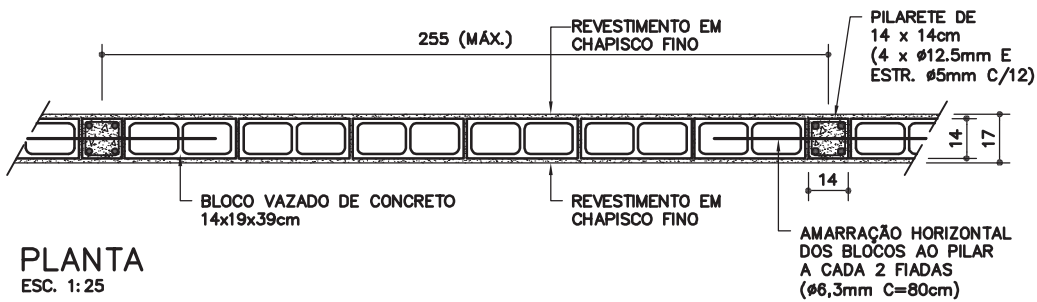 255 (MÁX.)
REVESTIMENTO EM
CHAPISCO FINO
PILARETE DE
14 x 14cm
(4 x ø12.5mm E
ESTR. ø5mm C/12)
14
17
14
BLOCO VAZADO DE CONCRETO
14x19x39cm
REVESTIMENTO EM
CHAPISCO FINO
AMARRAÇÃO HORIZONTAL
DOS BLOCOS AO PILAR
A CADA 2 FIADAS
(ø6,3mm C=80cm)
PLANTA
ESC. 1:25